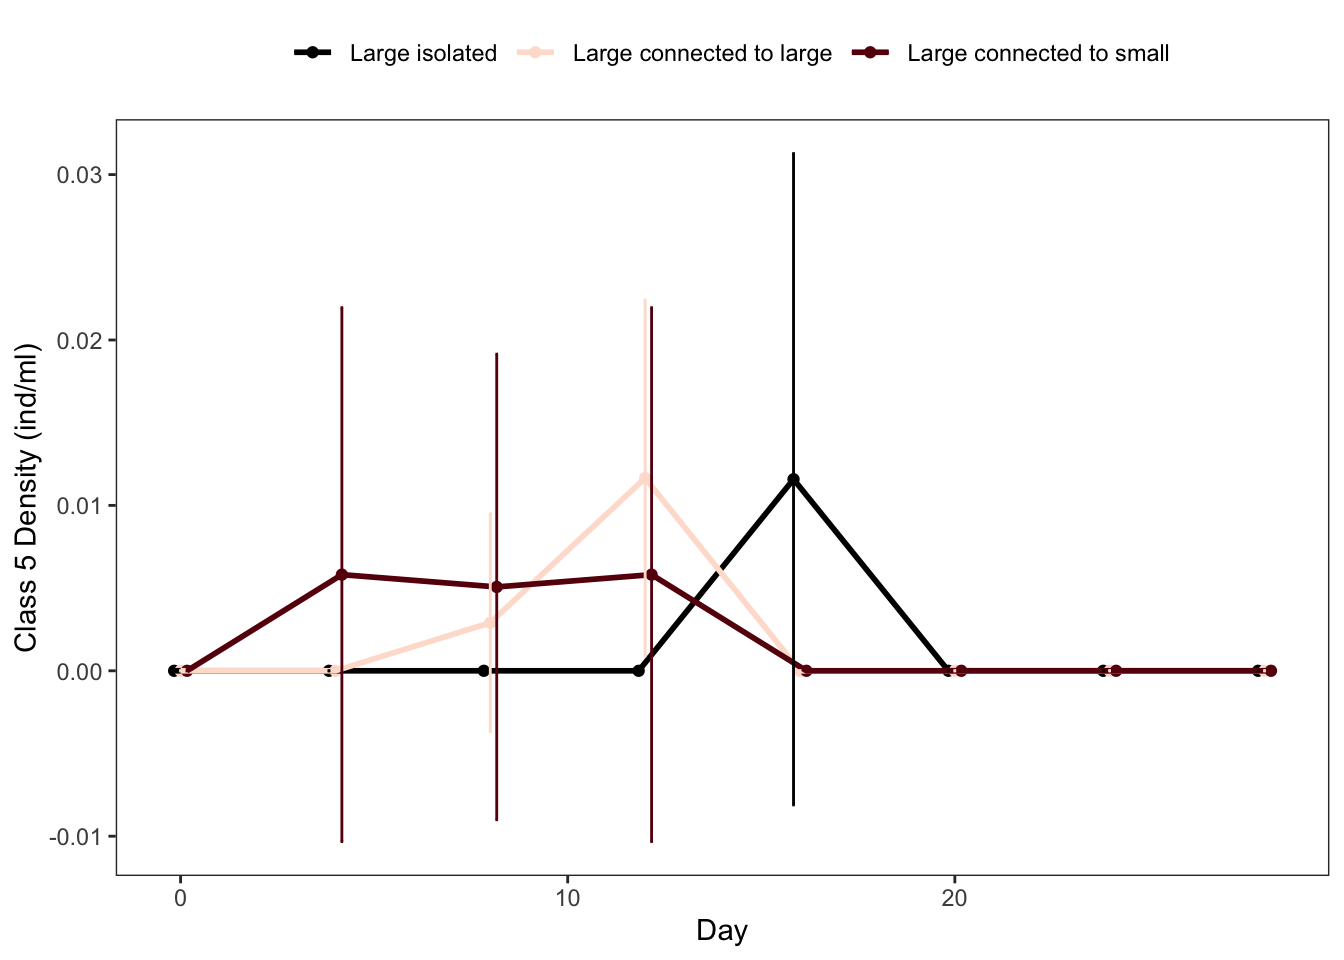 Large isolated Large connected to large Large connected to small
0.03
0.02
0.01
0.00
-0.01
Class 5 Density (ind/ml)
0 10 20
Day